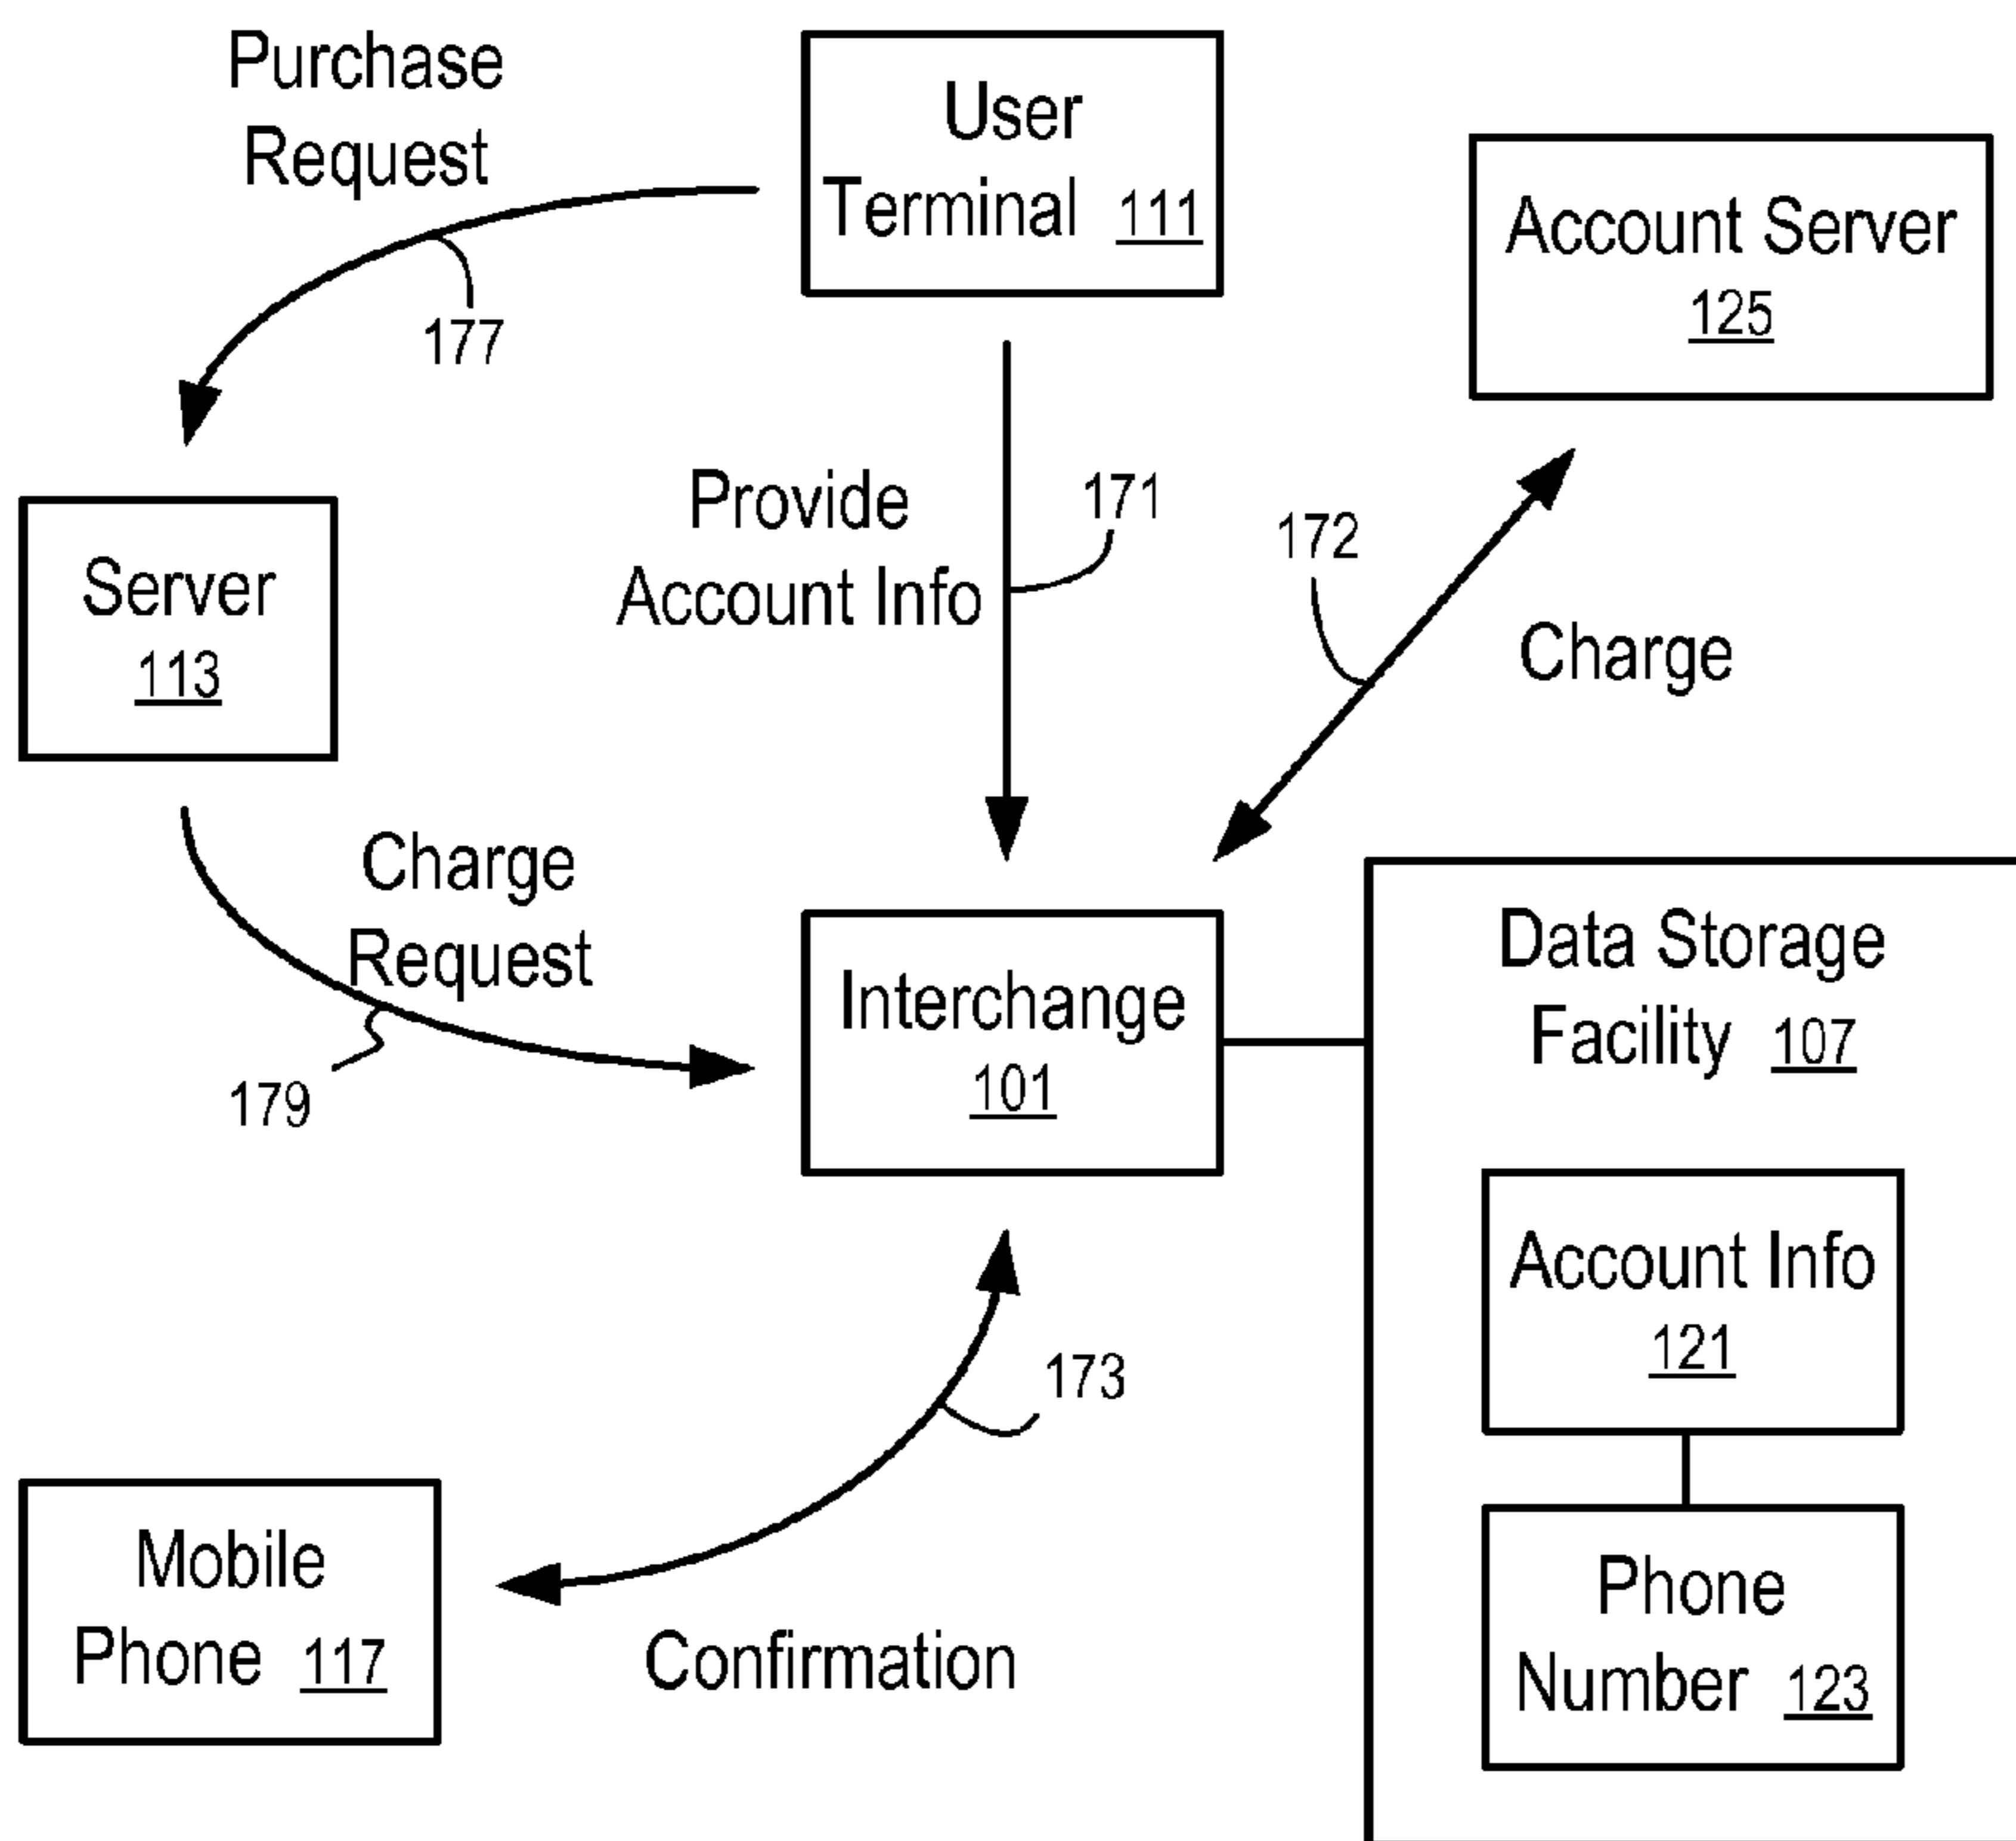 Purchase
Request
177
User
Terminal 111
Account Server
125
Provide
Account Info
171
172
Charge
Server
113
Charge
Request
179
Interchange
101
Data Storage
Facility 107
Account Info
121
Phone
Number 123
173
Confirmation
Mobile
Phone 117